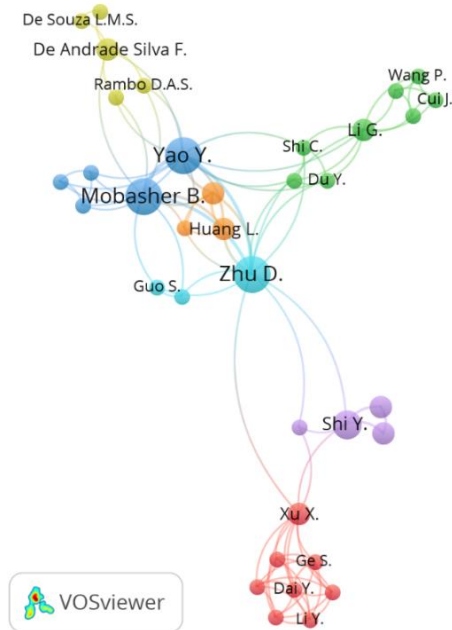 De Souza L.M.S.
De Andrade Silva F.
Rambo D.A.S.
Wang P.
Cui J.
Li G.
Shi C.
Yao Y.
Du Y.
Mobasher B.
Huang L.
Zhu D.
Guo S.
Shi Y.
Xu X.
Ge S.
Dai Y.
Li Y.
VOSviewer